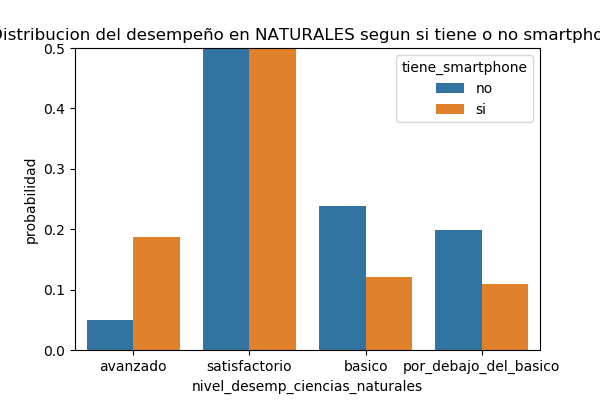 istribucion del desempeño en NATURALES segun si tiene o no smartpho
tiene_smartphone
no
si
probabilidad
0.5
0.4
0.3
0.2
0.1
0.0
avanzado satisfactorio basico por_debajo_del_basico
nivel_desemp_ciencias_naturales